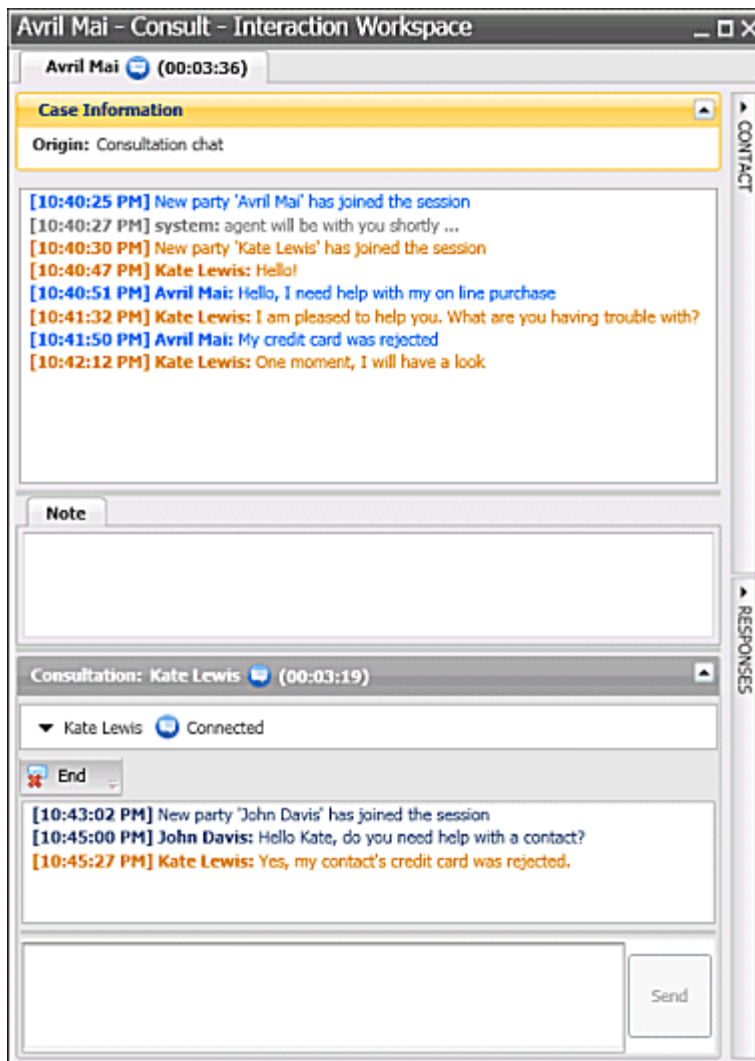 Avril Mai - Consult - Interaction Workspace
Avril Mai (00:03:36)
Case Information
Origin: Consultation chat
CONTACT
[10:40:25 PM] New party 'Avril Mai' has joined the session
[10:40:27 PM] system: agent will be with you shortly ...
[10:40:30 PM] New party 'Kate Lewis' has joined the session
[10:40:47 PM] Kate Lewis: Hello!
[10:40:51 PM] Avril Mai: Hello, I need help with my on line purchase
[10:41:32 PM] Kate Lewis: I am pleased to help you. What are you having trouble with?
[10:41:50 PM] Avril Mai: My credit card was rejected
[10:42:12 PM] Kate Lewis: One moment, I will have a look
Note
RESPONSES
Consultation: Kate Lewis (00:03:19)
Kate Lewis Connected
End
[10:43:02 PM] New party 'John Davis' has joined the session
[10:45:00 PM] John Davis: Hello Kate, do you need help with a contact?
[10:45:27 PM] Kate Lewis: Yes, my contact's credit card was rejected.
Send